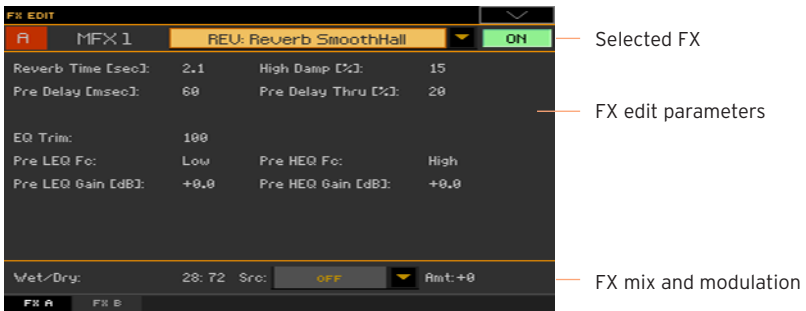 FX EDIT
A MFX1 REV: Reverb SmoothHall ON
Selected FX
Reverb Time [sec]: 2.1 High Damp [%]: 15
Pre Delay [msec]: 60 Pre Delay Thru [%]: 20
FX edit parameters
EQ Trim: 100
Pre LEQ Fc: Low Pre HEQ Fc: High
Pre LEQ Gain [dB]: +0.0 Pre HEQ Gain [dB]: +0.0
Wet/Dry: 28: 72 Src: OFF Amt:+0
FX mix and modulation
FX A FX B